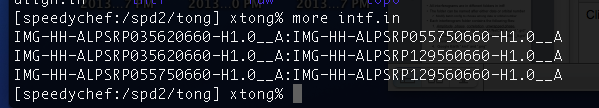 [speedychef:/spd2/tong] xtong% more intf.in
IMG-HH-ALPSRP035620660-H1.0__A:IMG-HH-ALPSRP055750660-H1.0__A
IMG-HH-ALPSRP035620660-H1.0__A:IMG-HH-ALPSRP129560660-H1.0__A
IMG-HH-ALPSRP055750660-H1.0__A:IMG-HH-ALPSRP129560660-H1.0__A
[speedychef:/spd2/tong] xtong%